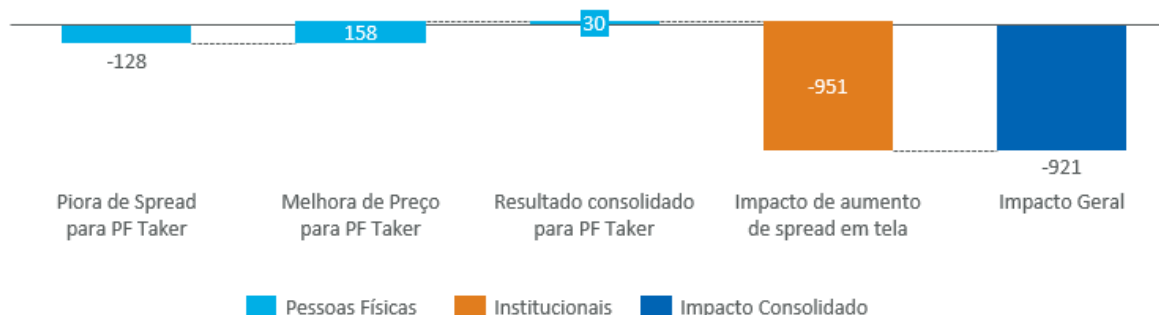 -128
158
30
-951
-921
Piora de Spread
para PF Taker
Melhora de Preço
para PF Taker
Resultado consolidado
para PF Taker
Impacto de aumento
de spread em tela
Impacto Geral
Pessoas Físicas
Institucionais
Impacto Consolidado